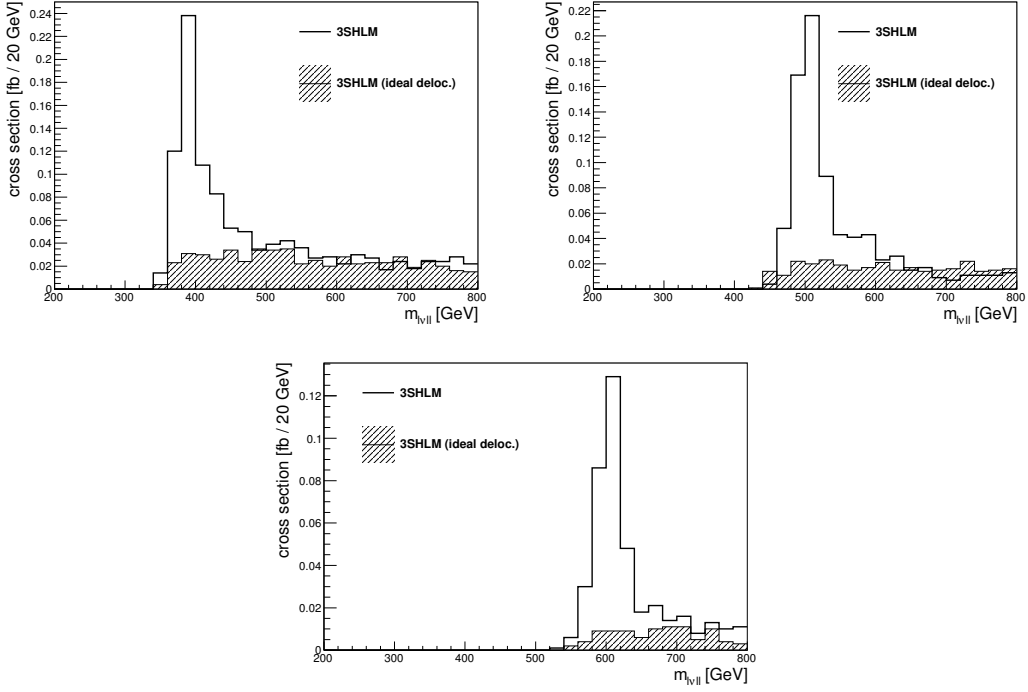 cross section [fb / 20 GeV]
0.24
0.22
0.2
0.18
0.16
0.14
0.12
0.1
0.08
0.06
0.04
0.02
0
3SHLM
3SHLM (ideal deloc.)
200 300 400 500 600 700 800
m_lνll [GeV]
cross section [fb / 20 GeV]
0.22
0.2
0.18
0.16
0.14
0.12
0.1
0.08
0.06
0.04
0.02
0
3SHLM
3SHLM (ideal deloc.)
200 300 400 500 600 700 800
m_lνll [GeV]
cross section [fb / 20 GeV]
0.12
0.1
0.08
0.06
0.04
0.02
0
3SHLM
3SHLM (ideal deloc.)
200 300 400 500 600 700 800
m_lνll [GeV]